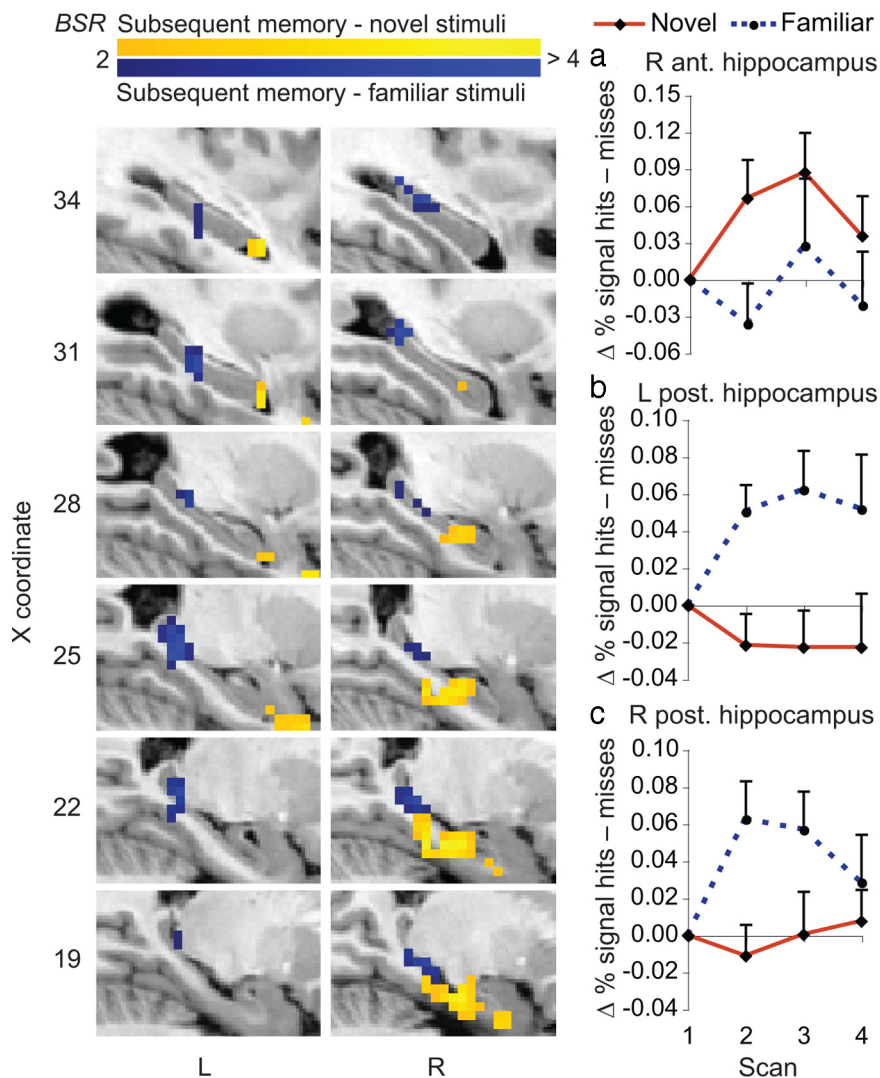 BSR Subsequent memory - novel stimuli
2 > 4
Subsequent memory - familiar stimuli
X coordinate
34
31
28
25
22
19
L R
Novel Familiar
a R ant. hippocampus
Δ % signal hits – misses
0.15
0.12
0.09
0.06
0.03
0.00
-0.03
-0.06
b L post. hippocampus
Δ % signal hits – misses
0.10
0.08
0.06
0.04
0.02
0.00
-0.02
-0.04
c R post. hippocampus
Δ % signal hits – misses
0.10
0.08
0.06
0.04
0.02
0.00
-0.02
-0.04
1 2 3 4
Scan